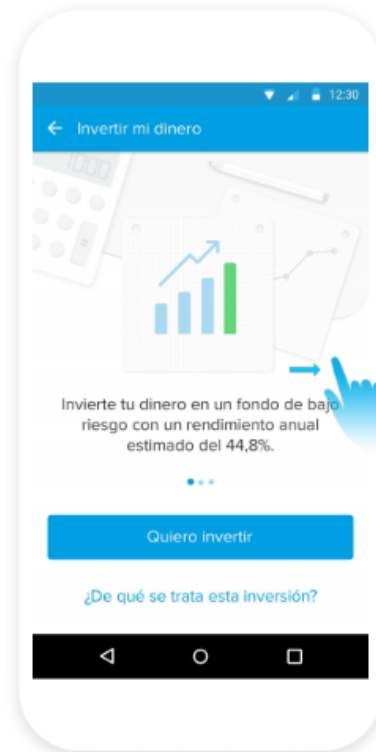 12:30
Invertir mi dinero
Invierte tu dinero en un fondo de bajo
riesgo con un rendimiento anual
estimado del 44,8%.
Quiero invertir
¿De qué se trata esta inversión?